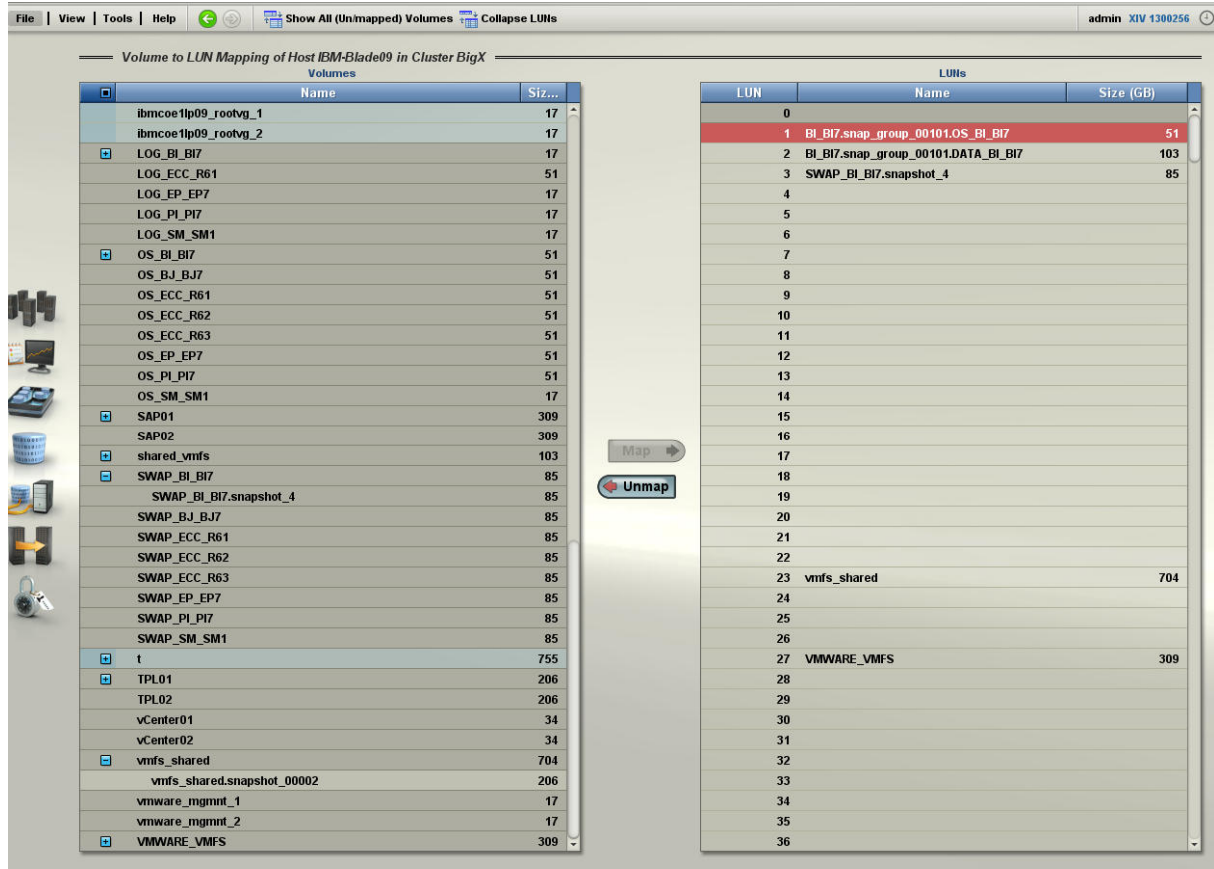 File | View | Tools | Help Show All (Un/mapped) Volumes Collapse LUNs admin XIV 1300256
Volume to LUN Mapping of Host IBM-Blade09 in Cluster BigX
Volumes
Name Siz...
ibmcoe1lp09_rootvg_1 17
ibmcoe1lp09_rootvg_2 17
LOG_BI_BI7 17
LOG_ECC_R61 51
LOG_EP_EP7 17
LOG_PI_PI7 17
LOG_SM_SM1 17
OS_BI_BI7 51
OS_BJ_BJ7 51
OS_ECC_R61 51
OS_ECC_R62 51
OS_ECC_R63 51
OS_EP_EP7 51
OS_PI_PI7 51
OS_SM_SM1 17
SAP01 309
SAP02 309
shared_vmfs 103
SWAP_BI_BI7 85
SWAP_BI_BI7.snapshot_4 85
SWAP_BJ_BJ7 85
SWAP_ECC_R61 85
SWAP_ECC_R62 85
SWAP_ECC_R63 85
SWAP_EP_EP7 85
SWAP_PI_PI7 85
SWAP_SM_SM1 85
t 755
TPL01 206
TPL02 206
vCenter01 34
vCenter02 34
vmfs_shared 704
vmfs_shared.snapshot_00002 206
vmware_mgmnt_1 17
vmware_mgmnt_2 17
VMWARE_VMFS 309
Map
Unmap
LUNs
LUN Name Size (GB)
0
1 BI_BI7.snap_group_00101.OS_BI_BI7 51
2 BI_BI7.snap_group_00101.DATA_BI_BI7 103
3 SWAP_BI_BI7.snapshot_4 85
4
5
6
7
8
9
10
11
12
13
14
15
16
17
18
19
20
21
22
23 vmfs_shared 704
24
25
26
27 VMWARE_VMFS 309
28
29
30
31
32
33
34
35
36